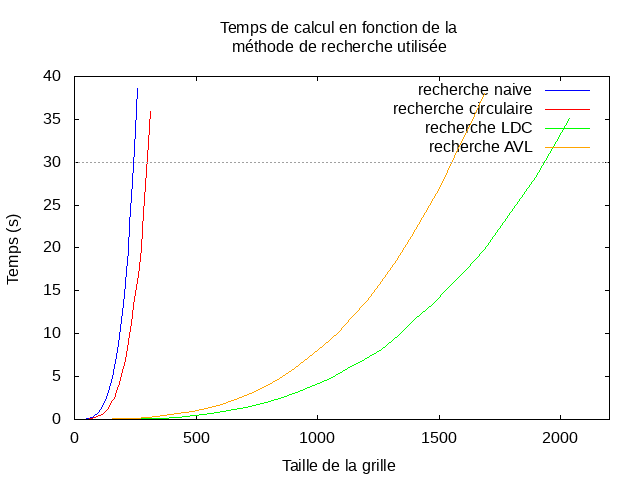 Temps de calcul en fonction de la
méthode de recherche utilisée
40
35
30
25
20
15
10
5
0
Temps (s)
recherche naive
recherche circulaire
recherche LDC
recherche AVL
0 500 1000 1500 2000
Taille de la grille